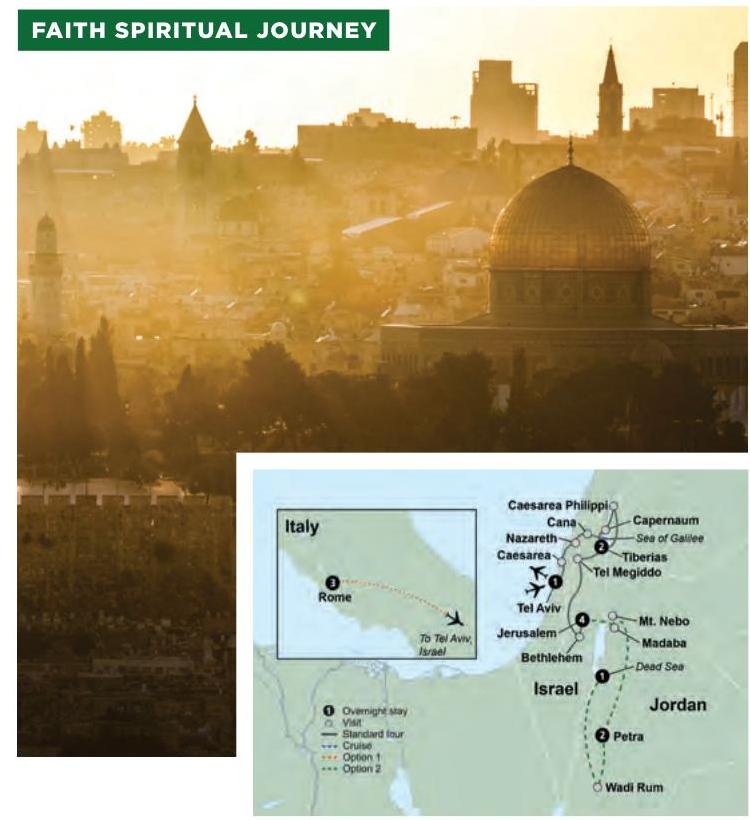 FAITH SPIRITUAL JOURNEY
Italy
3
Rome
To Tel Aviv,
Israel
Caesarea Philippi
Cana
Capernaum
Nazareth
Sea of Galilee
Caesarea
2
Tiberias
Tel Megiddo
1
Tel Aviv
4
Mt. Nebo
Jerusalem
Madaba
Bethlehem
Dead Sea
1
Israel
Jordan
2 Petra
Wadi Rum
1 Overnight stay
Visit
Standard tour
Cruise
Option 1
Option 2